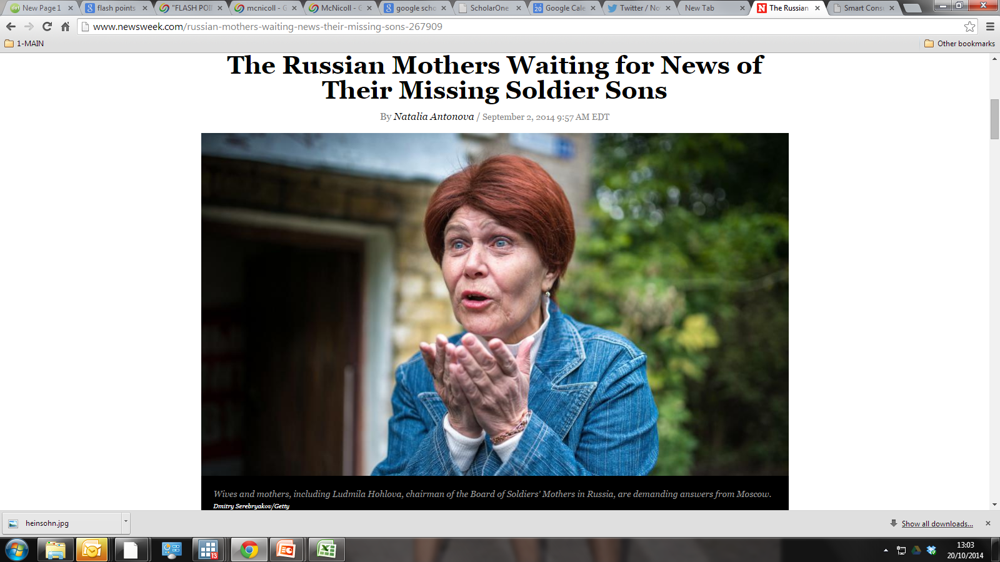 New Page 1
flash points
"FLASH POI
mcnicoll - G
McNicoll - G
google scho
ScholarOne
20
Google Cale
Twitter / No
New Tab
N
The Russian
Smart Cons
www.newsweek.com/russian-mothers-waiting-news-their-missing-sons-267909
1-MAIN
Other bookmarks
The Russian Mothers Waiting for News of
Their Missing Soldier Sons
By Natalia Antonova / September 2, 2014 9:57 AM EDT
Wives and mothers, including Ludmila Hohlova, chairman of the Board of Soldiers' Mothers in Russia, are demanding answers from Moscow.
Dmitry Serebryakov/Getty
heinsohn.jpg
Show all downloads...
13
13:03
20/10/2014